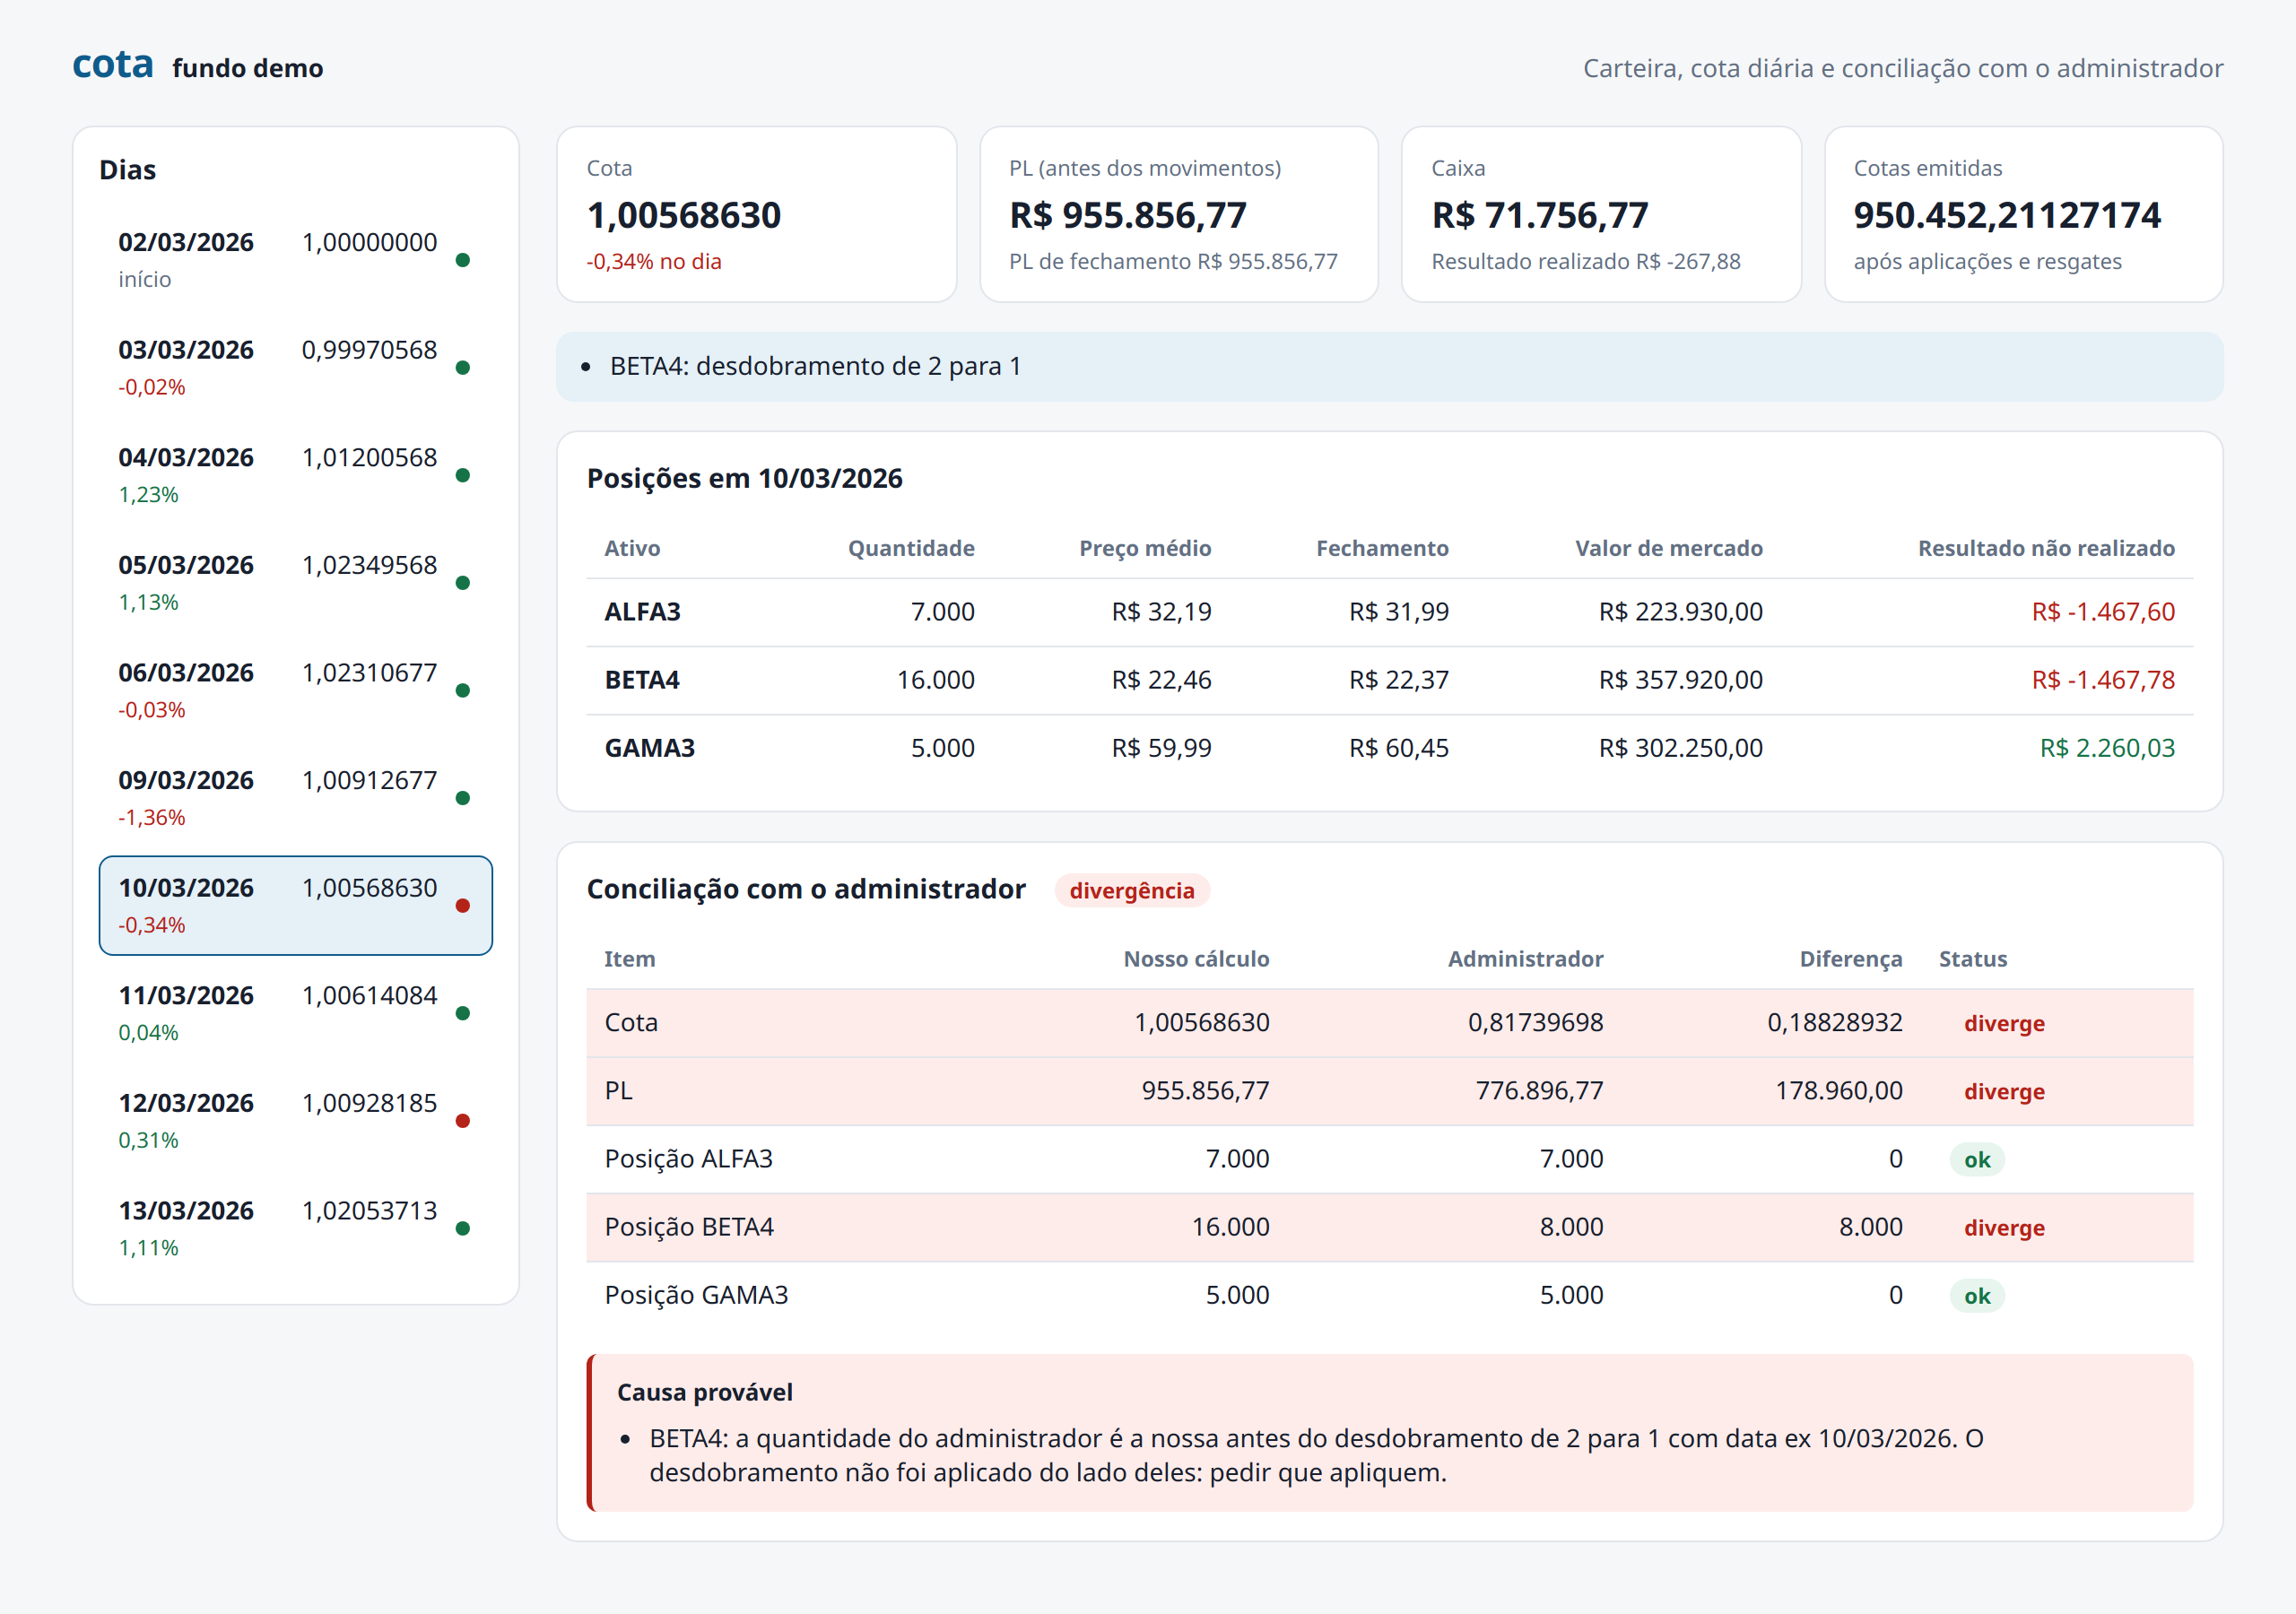 cota fundo demo
Carteira, cota diária e conciliação com o administrador
Dias
02/03/2026 1,00000000
início
03/03/2026 0,99970568
-0,02%
04/03/2026 1,01200568
1,23%
05/03/2026 1,02349568
1,13%
06/03/2026 1,02310677
-0,03%
09/03/2026 1,00912677
-1,36%
10/03/2026 1,00568630
-0,34%
11/03/2026 1,00614084
0,04%
12/03/2026 1,00928185
0,31%
13/03/2026 1,02053713
1,11%
Cota
1,00568630
-0,34% no dia
PL (antes dos movimentos)
R$ 955.856,77
PL de fechamento R$ 955.856,77
Caixa
R$ 71.756,77
Resultado realizado R$ -267,88
Cotas emitidas
950.452,21127174
após aplicações e resgates
• BETA4: desdobramento de 2 para 1
Posições em 10/03/2026
Ativo Quantidade Preço médio Fechamento Valor de mercado Resultado não realizado
ALFA3 7.000 R$ 32,19 R$ 31,99 R$ 223.930,00 R$ -1.467,60
BETA4 16.000 R$ 22,46 R$ 22,37 R$ 357.920,00 R$ -1.467,78
GAMA3 5.000 R$ 59,99 R$ 60,45 R$ 302.250,00 R$ 2.260,03
Conciliação com o administrador divergência
Item Nosso cálculo Administrador Diferença Status
Cota 1,00568630 0,81739698 0,18828932 diverge
PL 955.856,77 776.896,77 178.960,00 diverge
Posição ALFA3 7.000 7.000 0 ok
Posição BETA4 16.000 8.000 8.000 diverge
Posição GAMA3 5.000 5.000 0 ok
Causa provável
• BETA4: a quantidade do administrador é a nossa antes do desdobramento de 2 para 1 com data ex 10/03/2026. O
desdobramento não foi aplicado do lado deles: pedir que apliquem.